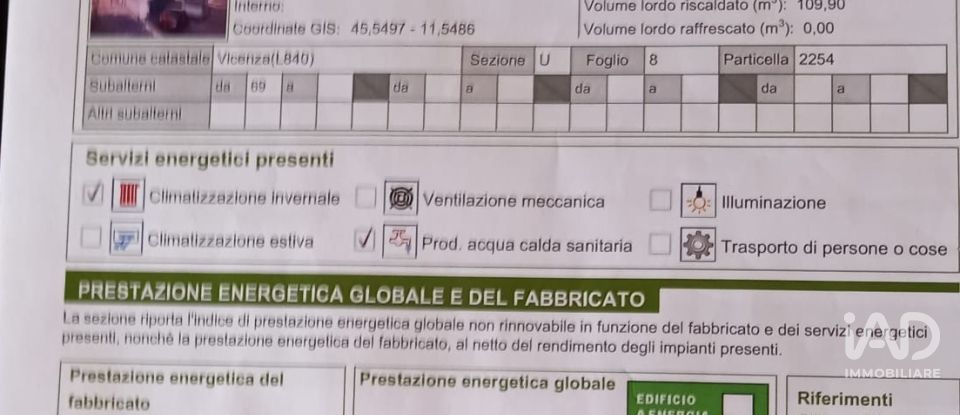 Interno:
Volume lordo riscaldato (m³): 109,90
Coordinate GIS: 45,5497 - 11,5486
Volume lordo raffrescato (m³): 0,00
Comune catastale Vicenza(L840) Sezione U Foglio 8 Particella 2254
Subalterni da 69 a da a da a da a
Altri subalterni
Servizi energetici presenti
Climatizzazione invernale
Ventilazione meccanica
Illuminazione
Climatizzazione estiva
Prod. acqua calda sanitaria
Trasporto di persone o cose
PRESTAZIONE ENERGETICA GLOBALE E DEL FABBRICATO
La sezione riporta l'indice di prestazione energetica globale non rinnovabile in funzione del fabbricato e dei servizi energetici
presenti, nonchè la prestazione energetica del fabbricato, al netto del rendimento degli impianti presenti.
iAD
IMMOBILIARE
Prestazione energetica del
fabbricato
Prestazione energetica globale
EDIFICIO
A ENERGIA
Riferimenti